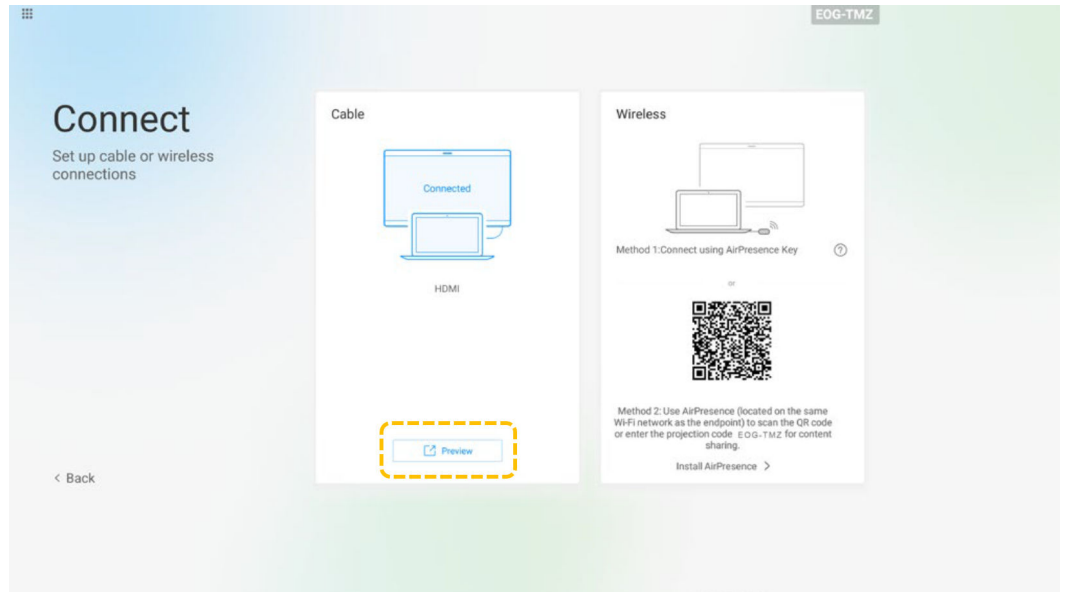 EOG-TMZ
Connect
Set up cable or wireless
connections
< Back
Cable
Connected
HDMI
Preview
Wireless
Method 1:Connect using AirPresence Key
?
or
Method 2: Use AirPresence (located on the same
Wi-Fi network as the endpoint) to scan the QR code
or enter the projection code EOG-TMZ for content
sharing.
Install AirPresence >